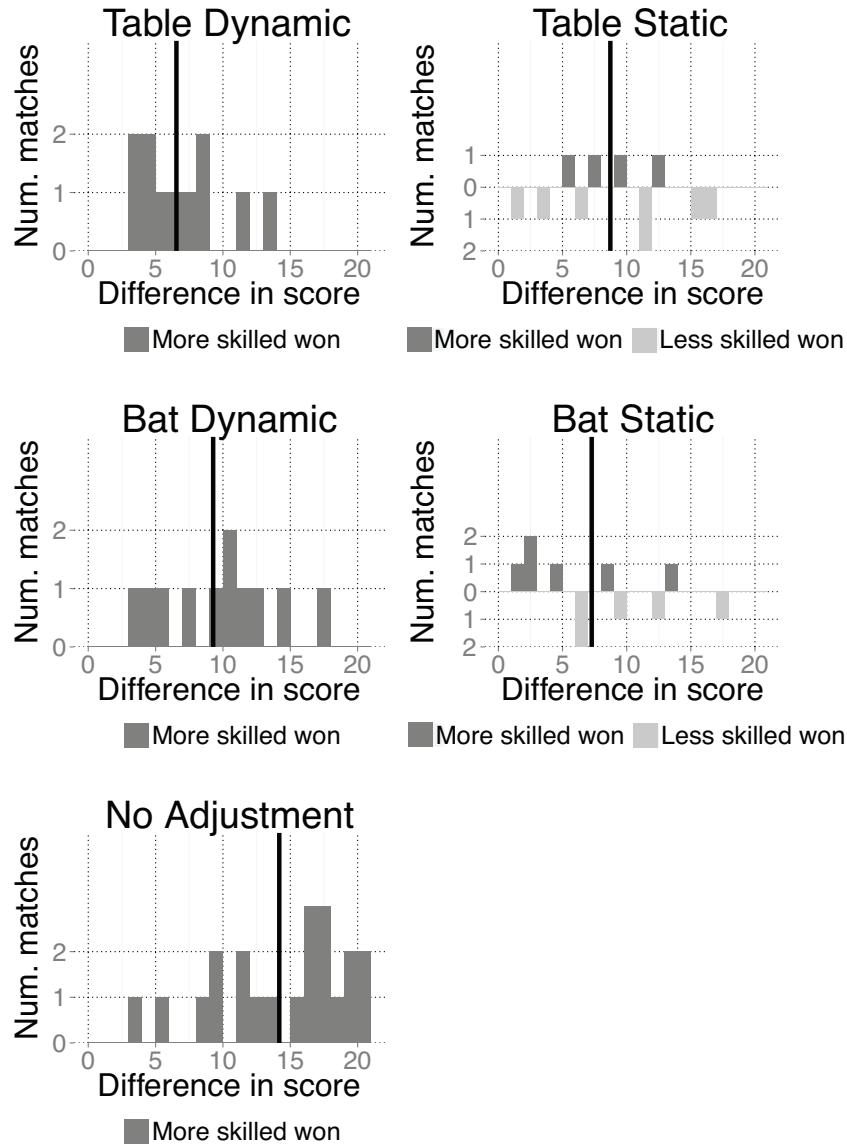 Table Dynamic
Num. matches
2
1
0
0 5 10 15 20
Difference in score
More skilled won
Table Static
Num. matches
1
0
1
2
0 5 10 15 20
Difference in score
More skilled won Less skilled won
Bat Dynamic
Num. matches
2
1
0
0 5 10 15 20
Difference in score
More skilled won
Bat Static
Num. matches
2
1
0
1
2
0 5 10 15 20
Difference in score
More skilled won Less skilled won
No Adjustment
Num. matches
2
1
0
0 5 10 15 20
Difference in score
More skilled won